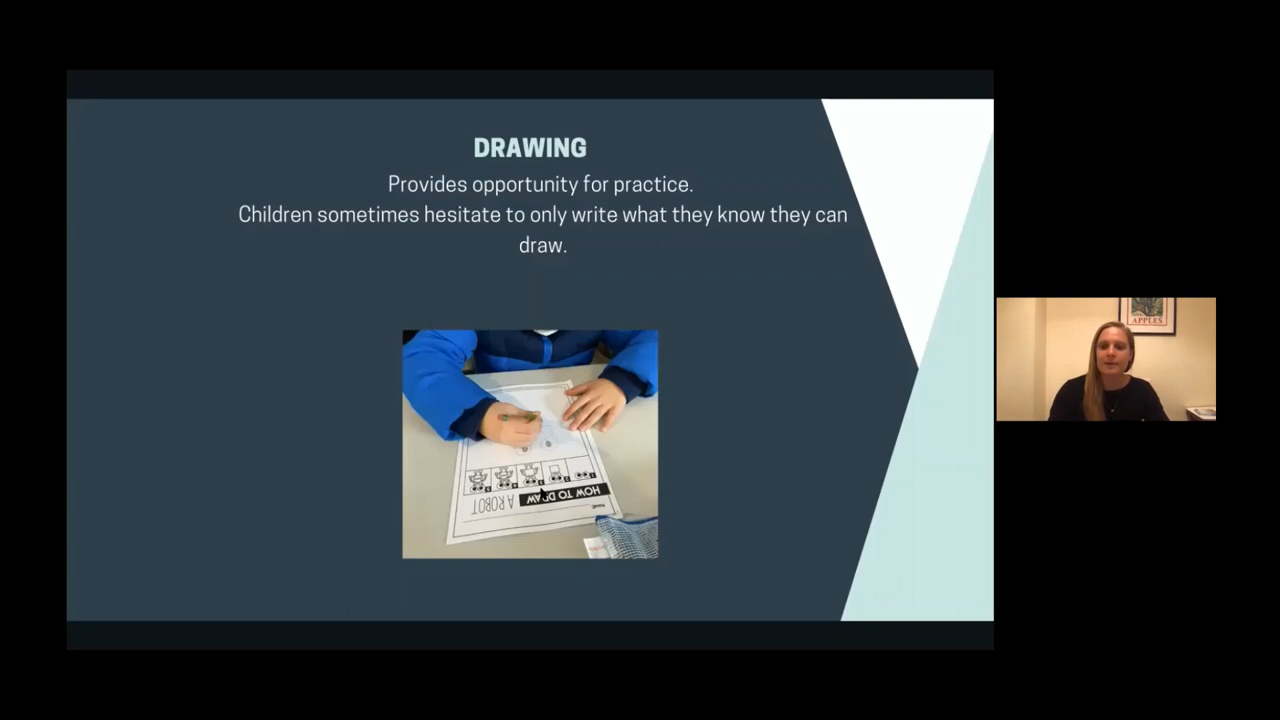 DRAWING
Provides opportunity for practice.
Children sometimes hesitate to only write what they know they can
draw.
HOW TO DRAW
A ROBOT
APPLES